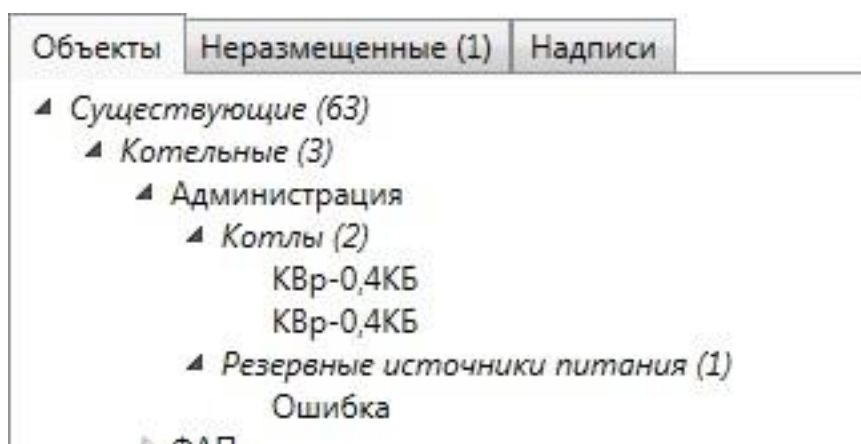 Объекты Неразмещенные (1) Надписи
Существующие (63)
Котельные (3)
Администрация
Котлы (2)
КВр-0,4КБ
КВр-0,4КБ
Резервные источники питания (1)
Ошибка
ФАП